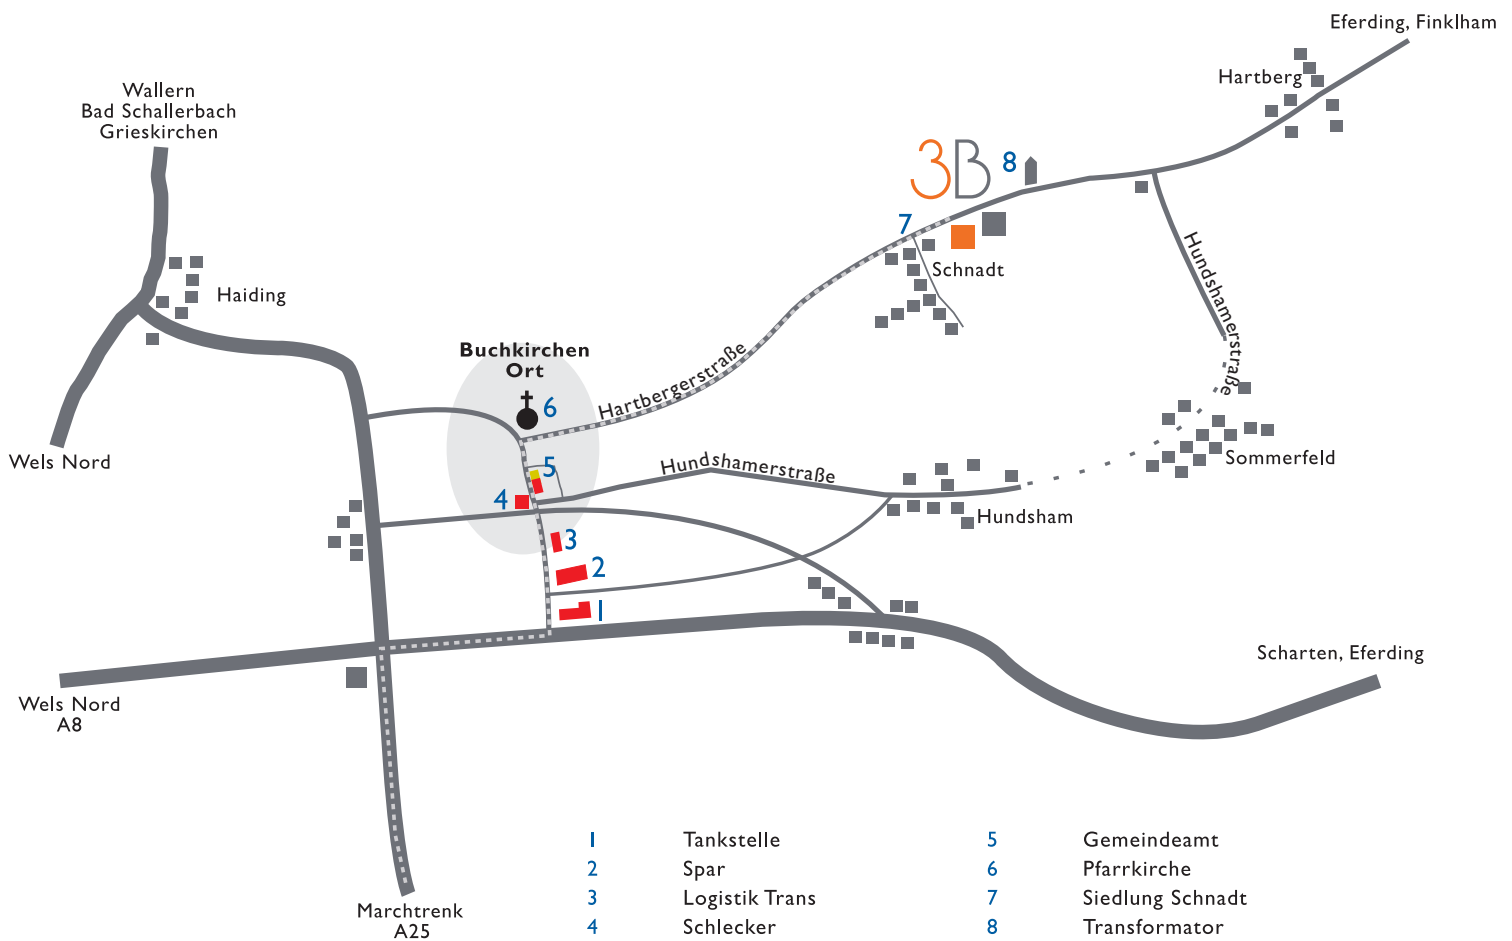 Eferding, Finklham
Hartberg
Wallern
Bad Schallerbach
Grieskirchen
3B
8
7
Schnadt
Hundshamerstraße
Haiding
Buchkirchen
Ort
6
Hartbergerstraße
Wels Nord
5
Hundshamerstraße
Sommerfeld
4
Hundsham
3
2
1
Scharten, Eferding
Wels Nord
A8
Marchtrenk
A25
1 Tankstelle
2 Spar
3 Logistik Trans
4 Schlecker
5 Gemeindeamt
6 Pfarrkirche
7 Siedlung Schnadt
8 Transformator